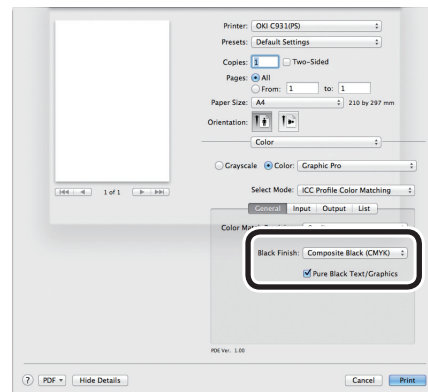 Printer: OKI C931(PS)
Presets: Default Settings
Copies: 1 Two-Sided
Pages: All
From: 1 to: 1
Paper Size: A4 210 by 297 mm
Orientation:
Color
Grayscale Color: Graphic Pro
1 of 1
Select Mode: ICC Profile Color Matching
General Input Output List
Color
Black Finish: Composite Black (CMYK)
Pure Black Text/Graphics
PDE Ver. 1.00
? PDF Hide Details Cancel Print